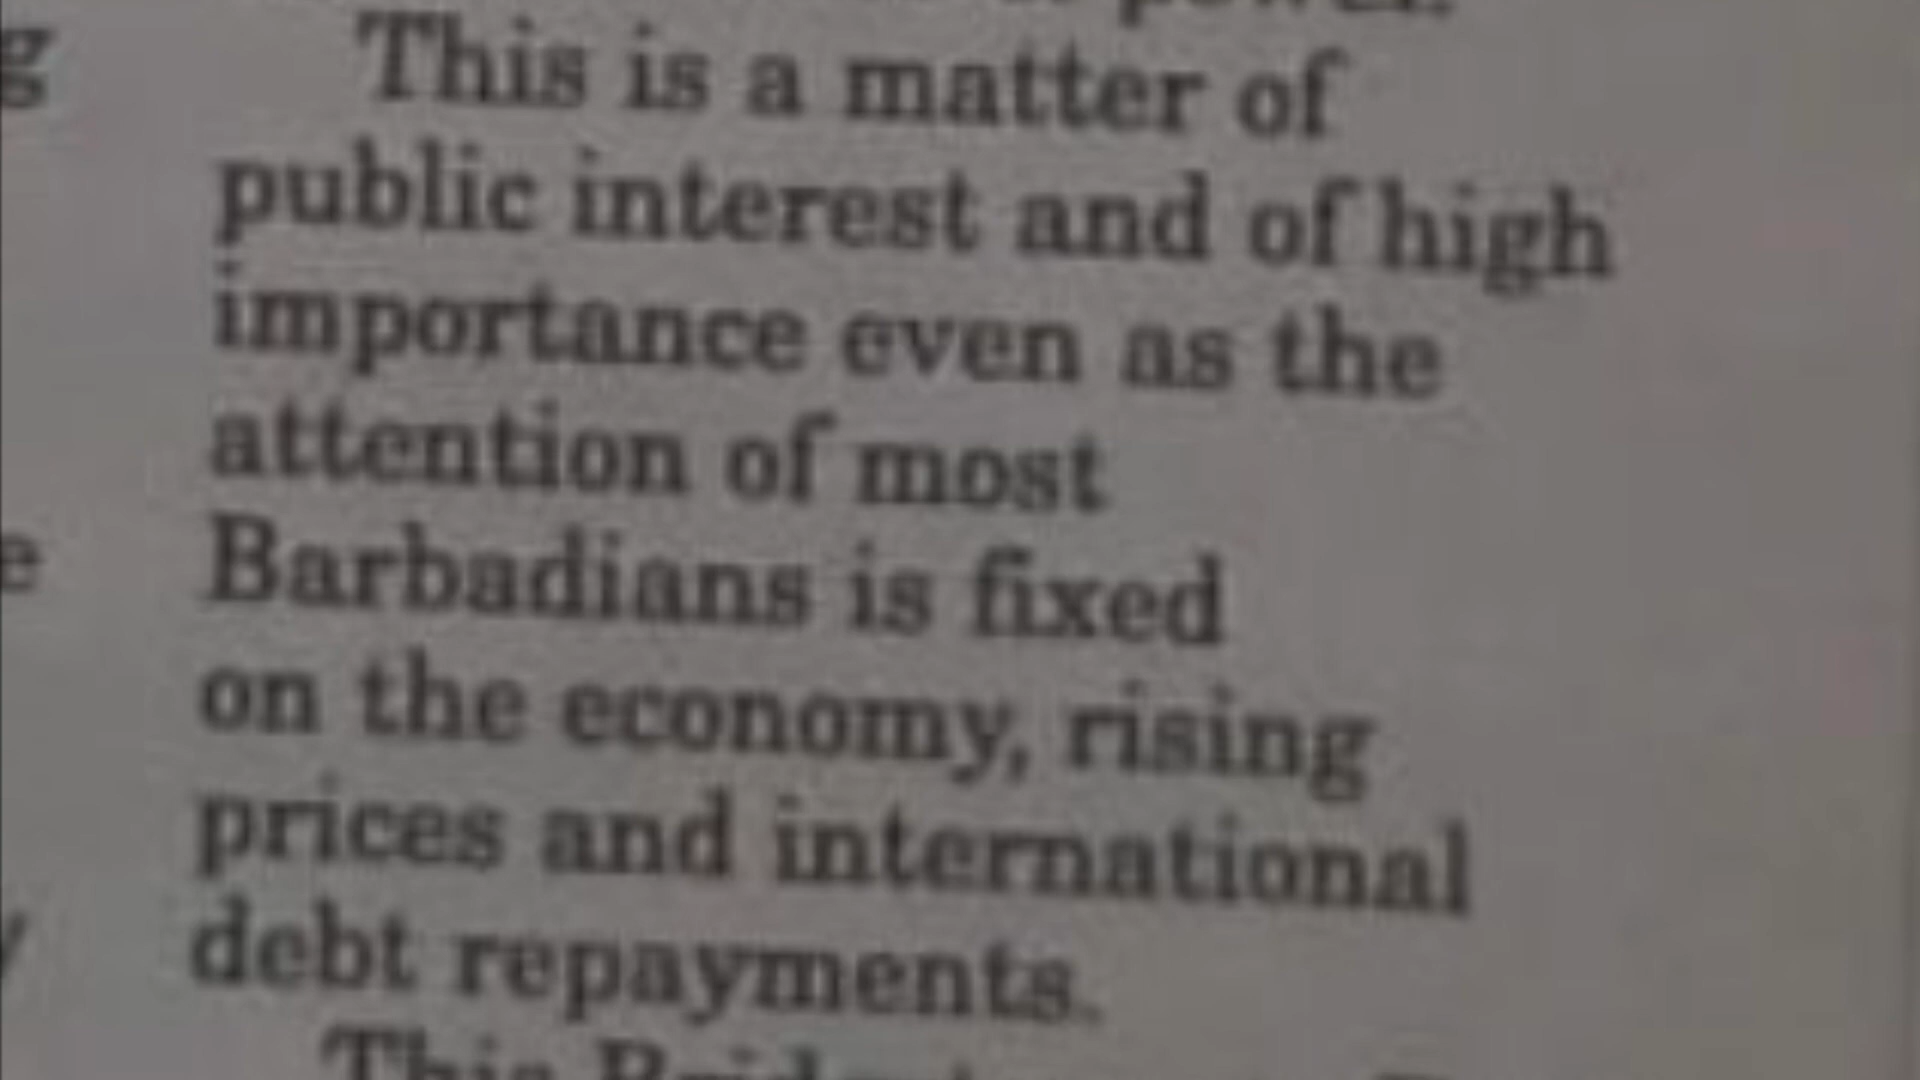 power.
This is a matter of
public interest and of high
importance even as the
attention of most
Barbadians is fixed
on the economy, rising
prices and international
debt repayments.
This